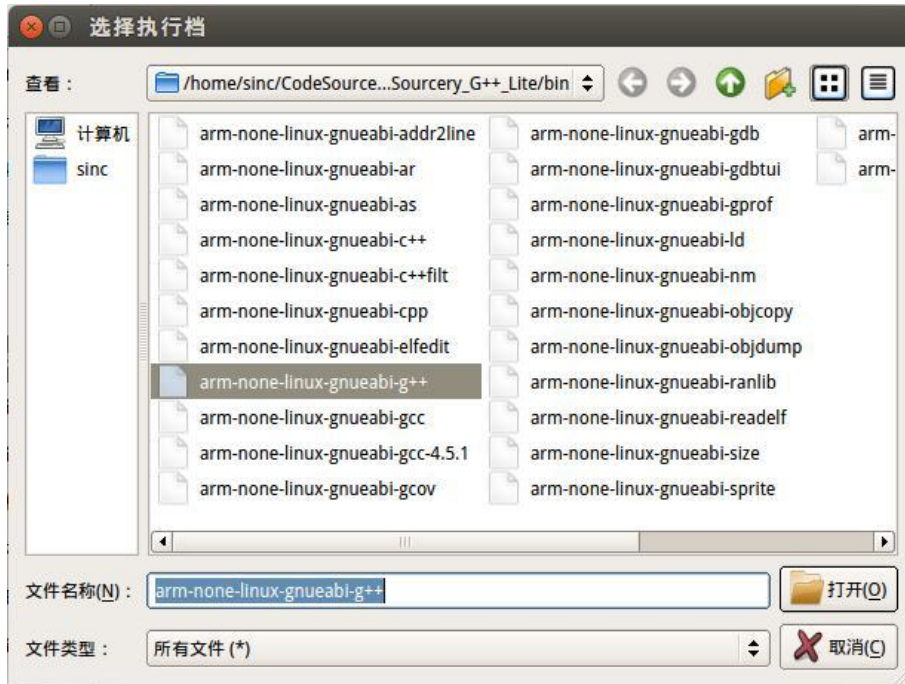 选择执行档
查看：
/home/sinc/CodeSource...Sourcery_G++_Lite/bin
计算机
sinc
arm-none-linux-gnueabi-addr2line
arm-none-linux-gnueabi-ar
arm-none-linux-gnueabi-as
arm-none-linux-gnueabi-c++
arm-none-linux-gnueabi-c++filt
arm-none-linux-gnueabi-cpp
arm-none-linux-gnueabi-elfedit
arm-none-linux-gnueabi-g++
arm-none-linux-gnueabi-gcc
arm-none-linux-gnueabi-gcc-4.5.1
arm-none-linux-gnueabi-gcov
arm-none-linux-gnueabi-gdb
arm-none-linux-gnueabi-gdbtui
arm-none-linux-gnueabi-gprof
arm-none-linux-gnueabi-ld
arm-none-linux-gnueabi-nm
arm-none-linux-gnueabi-objcopy
arm-none-linux-gnueabi-objdump
arm-none-linux-gnueabi-ranlib
arm-none-linux-gnueabi-readelf
arm-none-linux-gnueabi-size
arm-none-linux-gnueabi-sprite
arm-
arm-
文件名称(N)：
arm-none-linux-gnueabi-g++
打开(O)
文件类型：
所有文件 (*)
取消(C)